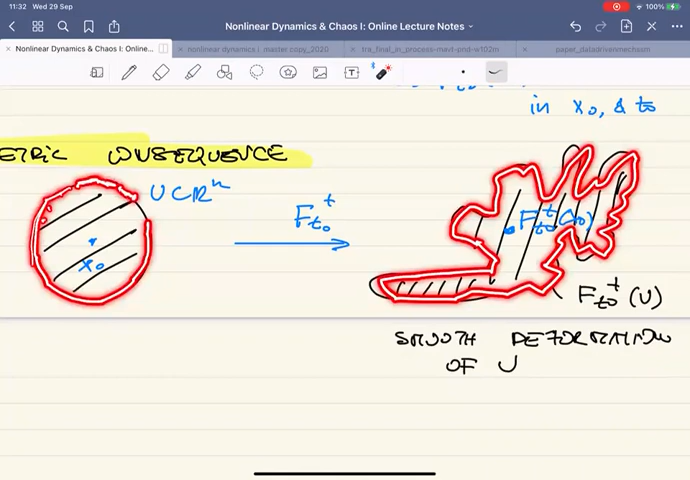 11:32 Wed 29 Sep
100%
Nonlinear Dynamics & Chaos I: Online Lecture Notes
Nonlinear Dynamics & Chaos I: Online...
nonlinear dynamics i_master copy_2020
paper_datadrivenmechssm
in x₀, & t₀
ETRIC CONSEQUENCE
U⊂ℝⁿ
F_{t₀}^t
x₀
F_{t₀}^t(x₀)
F_{t₀}^t(U)
SMOOTH DEFORMATION
OF U